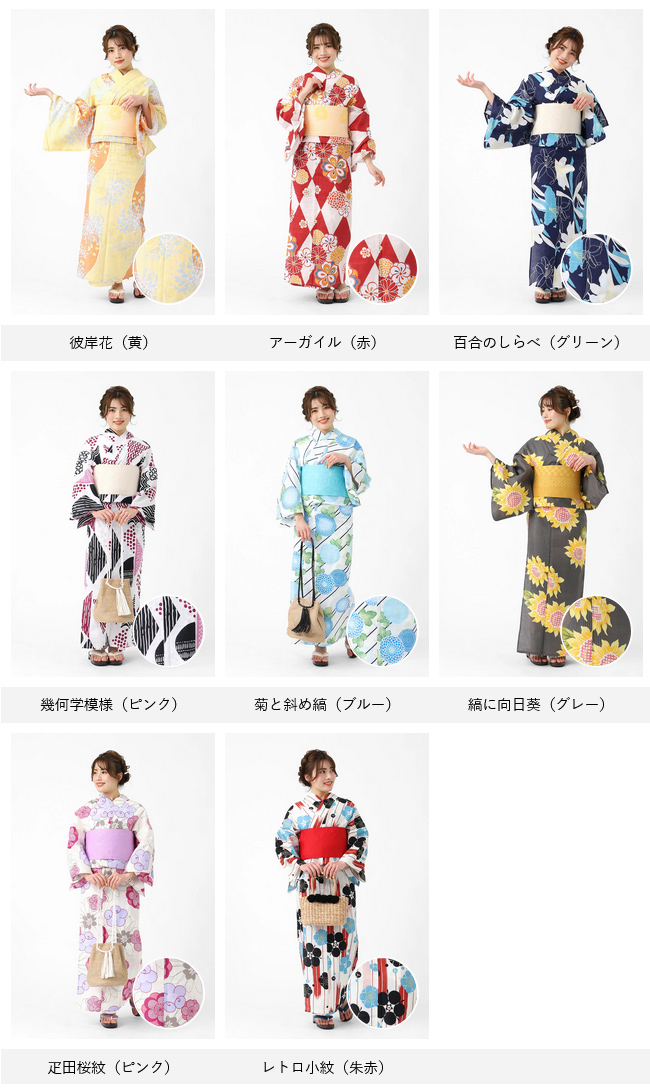 彼岸花（黄）
アーガイル（赤）
百合のしらべ（グリーン）
幾何学模様（ピンク）
菊と斜め縞（ブルー）
縞に向日葵（グレー）
疋田桜紋（ピンク）
レトロ小紋（朱赤）